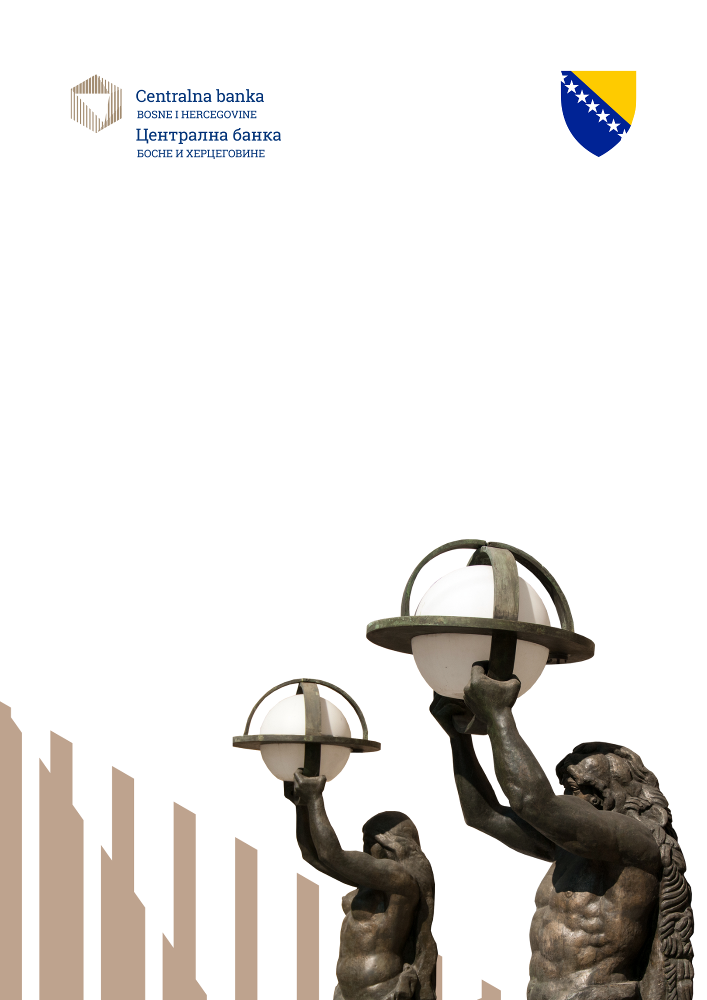 Centralna banka
BOSNE I HERCEGOVINE
Централна банка
БОСНЕ И ХЕРЦЕГОВИНЕ